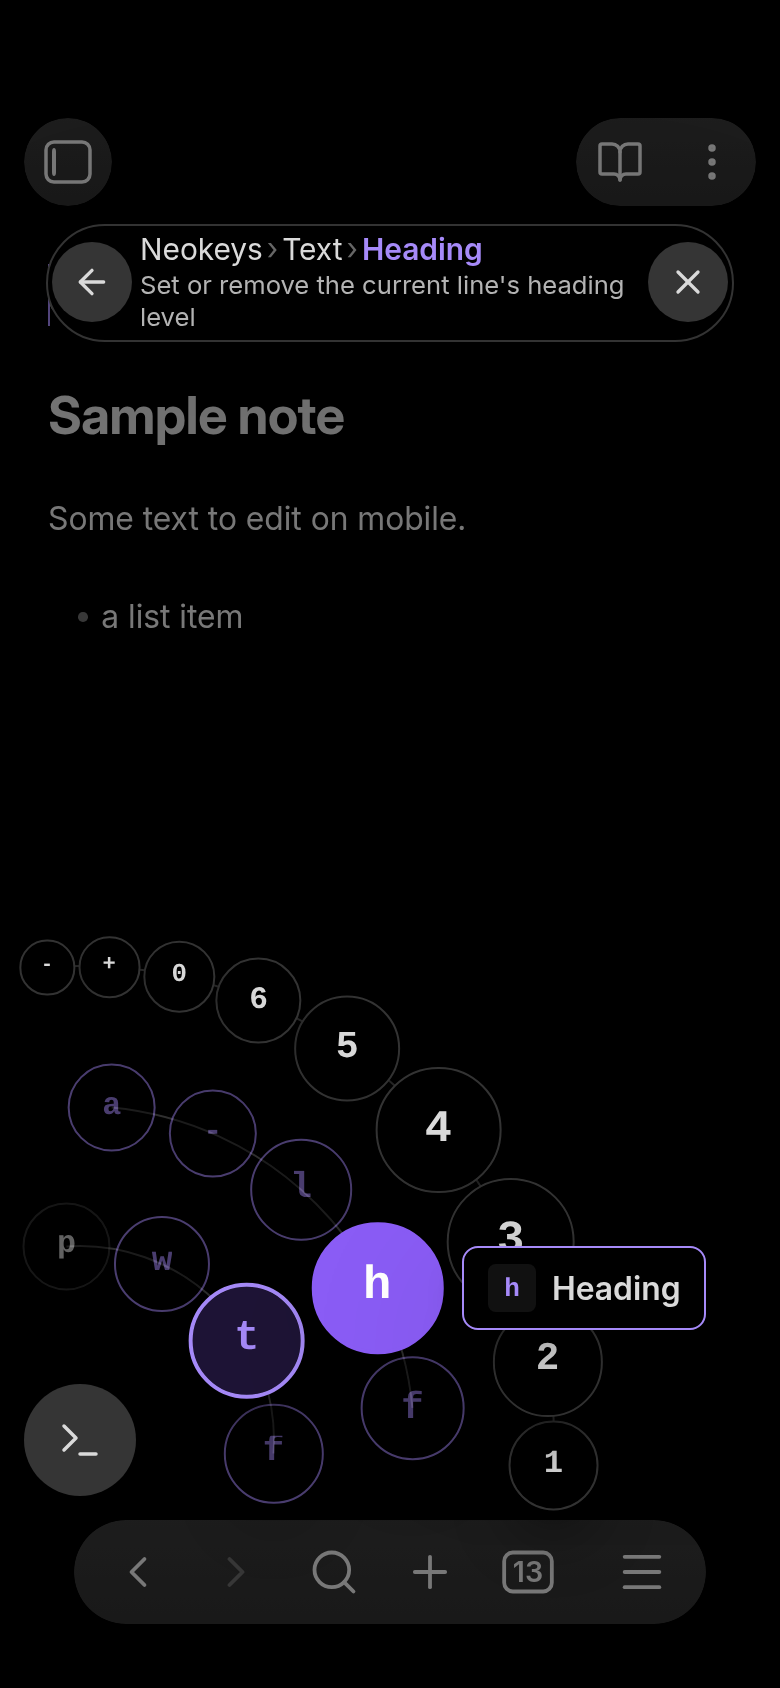 Neokeys › Text › Heading
Set or remove the current line's heading
level
Sample note
Some text to edit on mobile.
• a list item
- + 0 6 5 4 3 2 1
a - l h f
p w t f
h Heading
>_
13